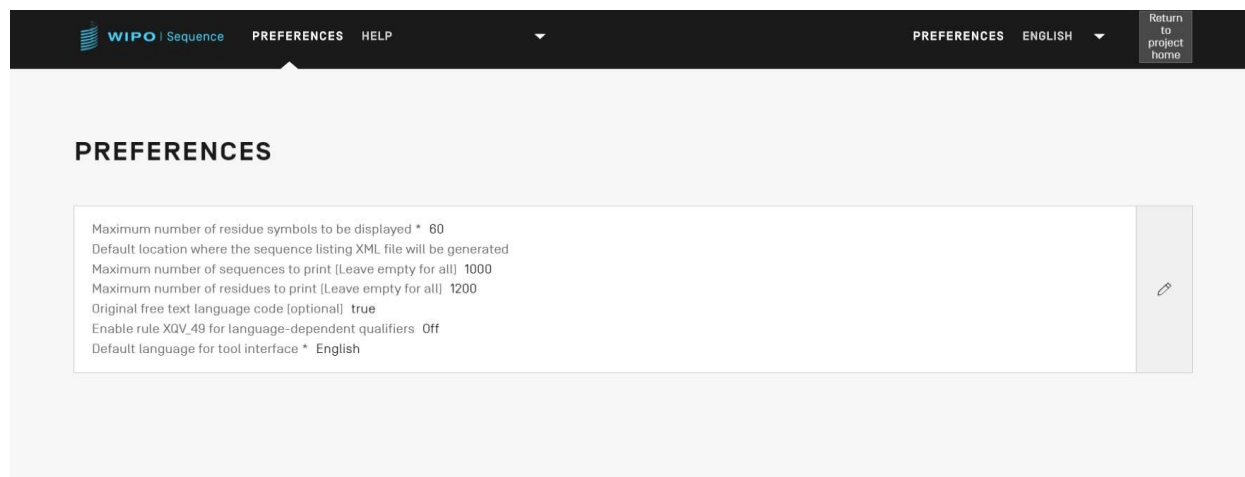 WIPO | Sequence PREFERENCES HELP PREFERENCES ENGLISH
Return
to
project
home
PREFERENCES
Maximum number of residue symbols to be displayed * 60
Default location where the sequence listing XML file will be generated
Maximum number of sequences to print (Leave empty for all) 1000
Maximum number of residues to print (Leave empty for all) 1200
Original free text language code (optional) true
Enable rule XQV_49 for language-dependent qualifiers Off
Default language for tool interface * English